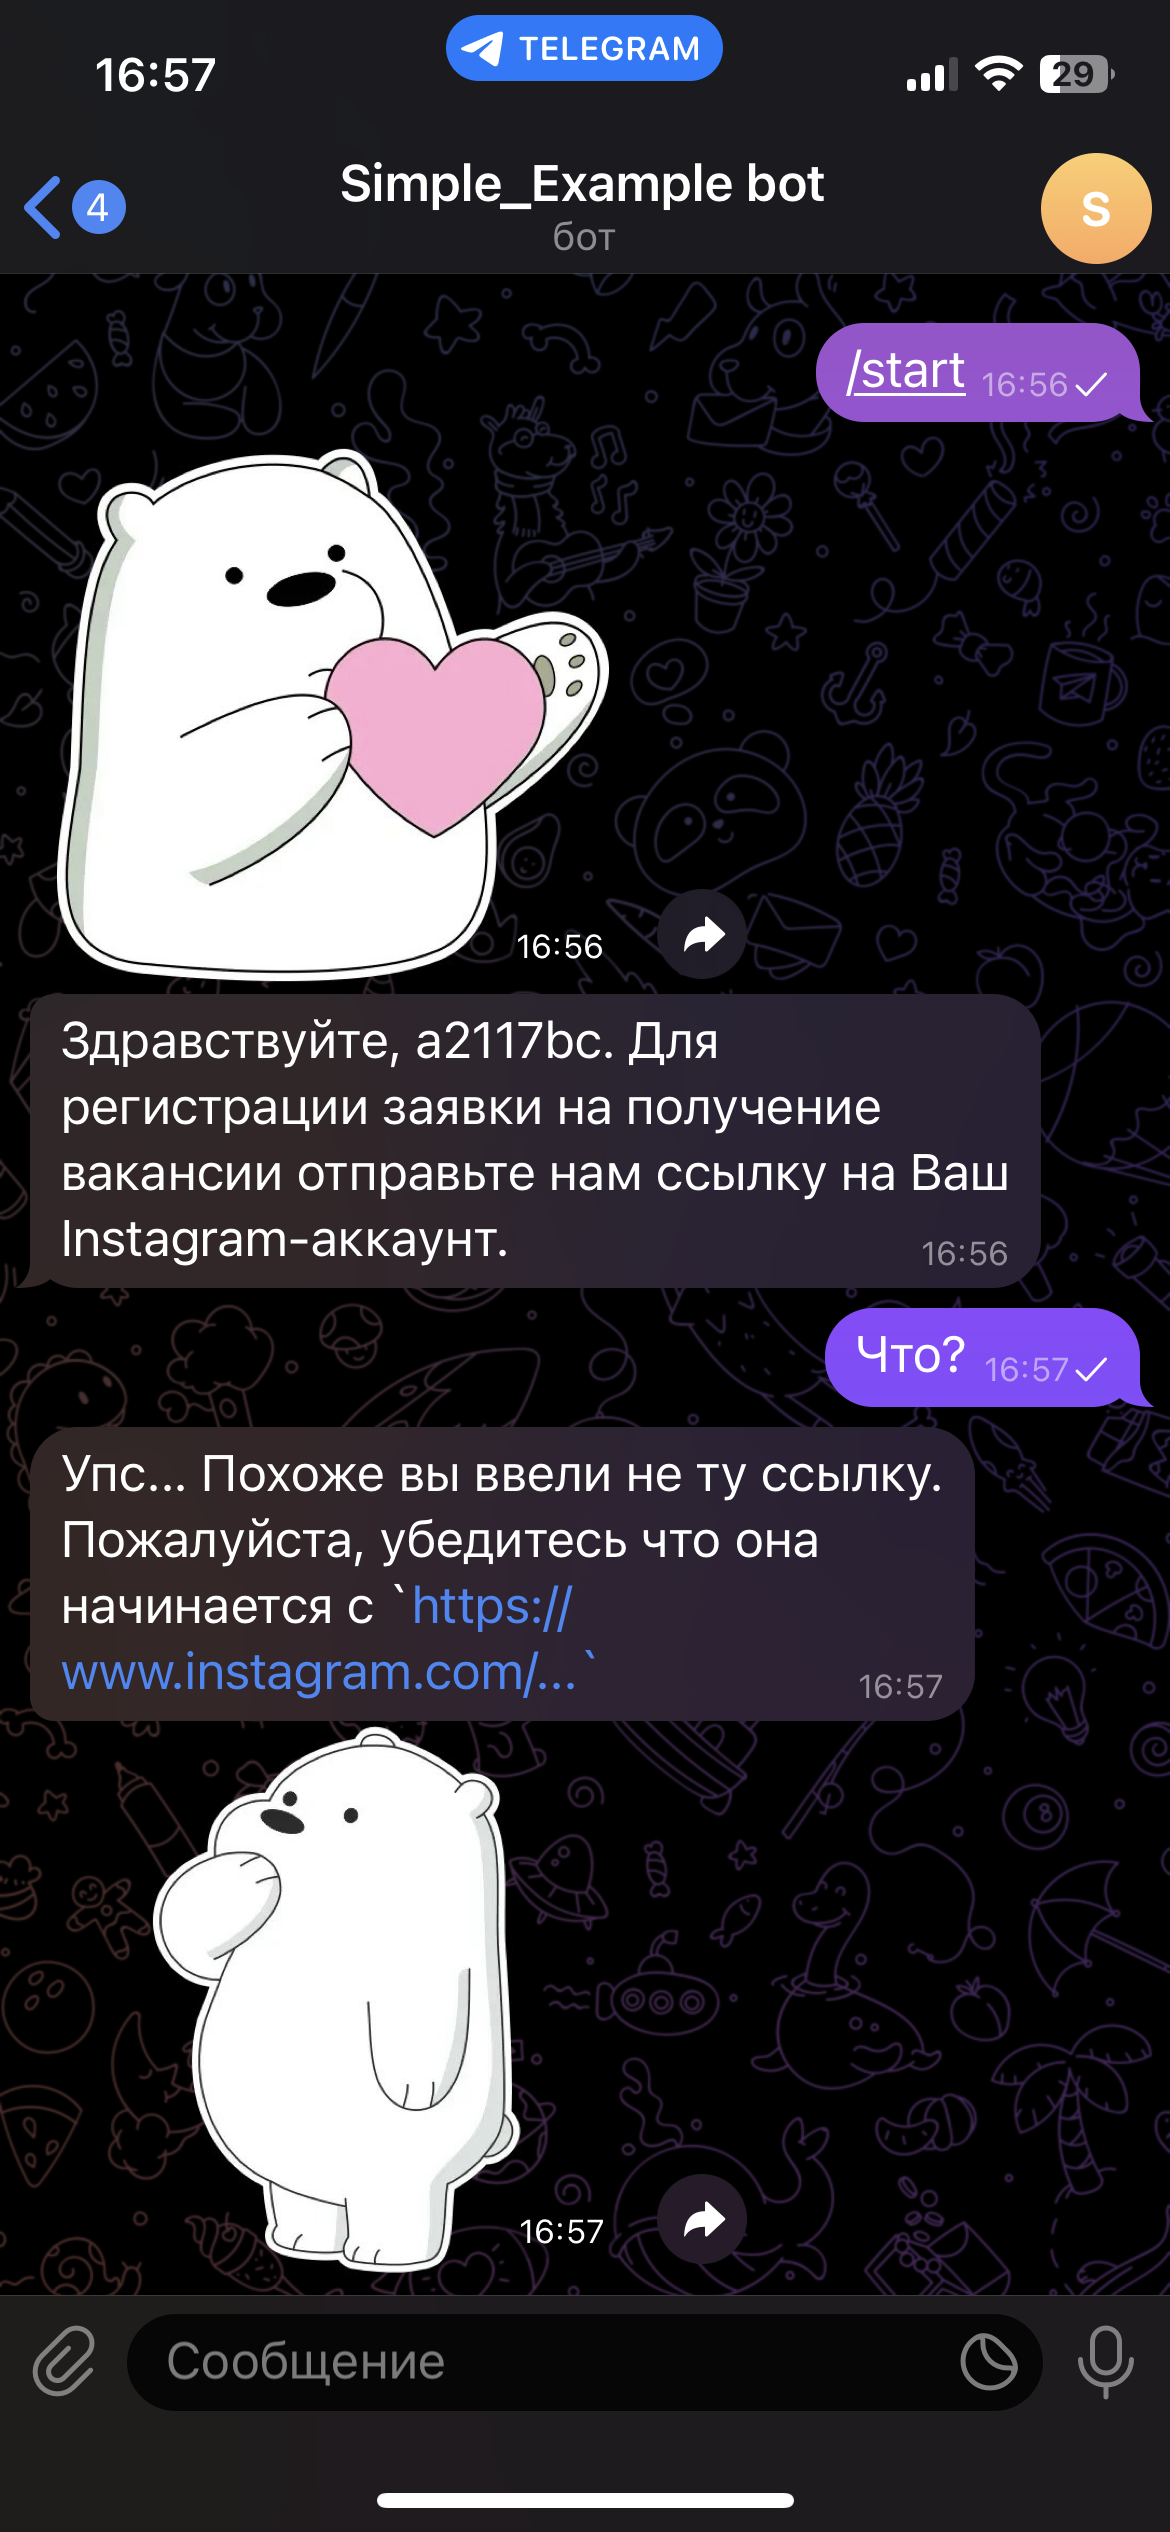 16:57
TELEGRAM
29
4
Simple_Example bot
бот
S
/start 16:56
16:56
Здравствуйте, a2117bc. Для
регистрации заявки на получение
вакансии отправьте нам ссылку на Ваш
Instagram-аккаунт.
16:56
Что? 16:57
Упс... Похоже вы ввели не ту ссылку.
Пожалуйста, убедитесь что она
начинается с `https://
www.instagram.com/...`
16:57
16:57
Сообщение